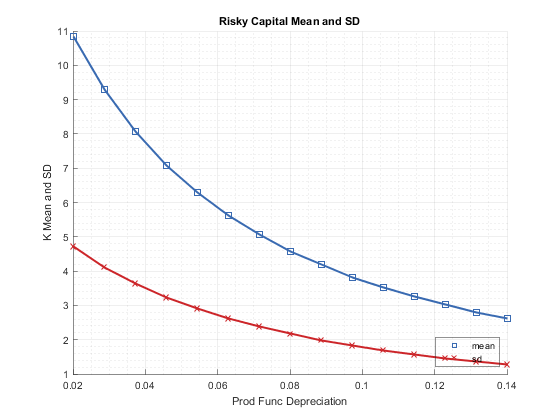 Risky Capital Mean and SD
K Mean and SD
11
10
9
8
7
6
5
4
3
2
1
mean
sd
0.02 0.04 0.06 0.08 0.1 0.12 0.14
Prod Func Depreciation